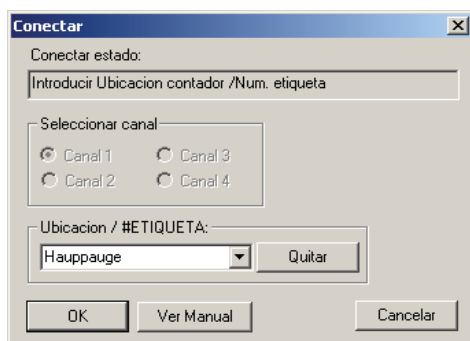 Conectar
Conectar estado:
Introducir Ubicacion contador /Num. etiqueta
Seleccionar canal
Canal 1 Canal 3
Canal 2 Canal 4
Ubicacion / #ETIQUETA:
Hauppauge Quitar
OK Ver Manual Cancelar